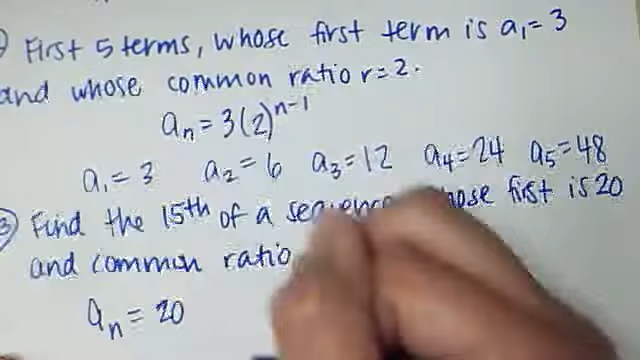 First 5 terms, whose first term is a₁ = 3
and whose common ratio r = 2.
aₙ = 3(2)ⁿ⁻¹
a₁ = 3 a₂ = 6 a₃ = 12 a₄ = 24 a₅ = 48
③ Find the 15th of a sequence whose first is 20
and common ratio
aₙ = 20